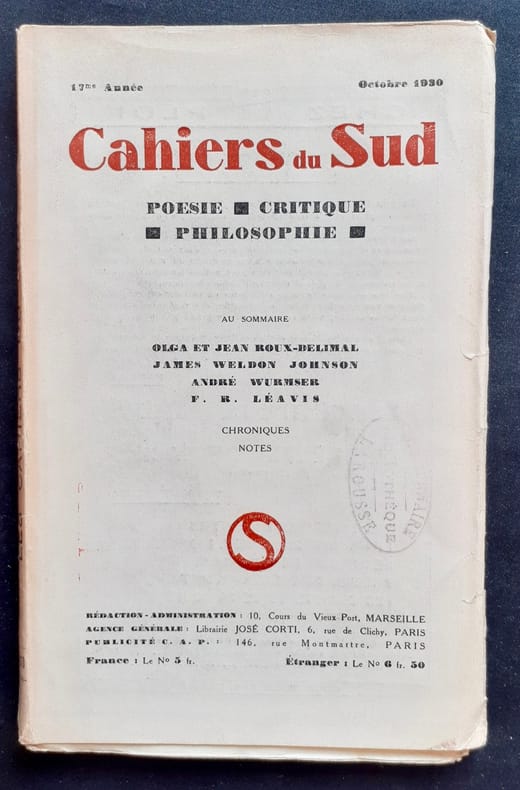 17me Année Octobre 1930
Cahiers du Sud
POESIE ■ CRITIQUE
■ PHILOSOPHIE ■
AU SOMMAIRE
OLGA ET JEAN ROUX-DELIMAL
JAMES WELDON JOHNSON
ANDRÉ WURMSER
F. R. LÉAVIS
CHRONIQUES
NOTES
LAROUSSE
S
RÉDACTION-ADMINISTRATION : 10, Cours du Vieux-Port, MARSEILLE
AGENCE GÉNÉRALE : Librairie JOSÉ CORTI, 6, rue de Clichy, PARIS
PUBLICITÉ C. A. P. : 146, rue Montmartre, PARIS
France : Le No 5 fr. Étranger : Le No 6 fr. 50